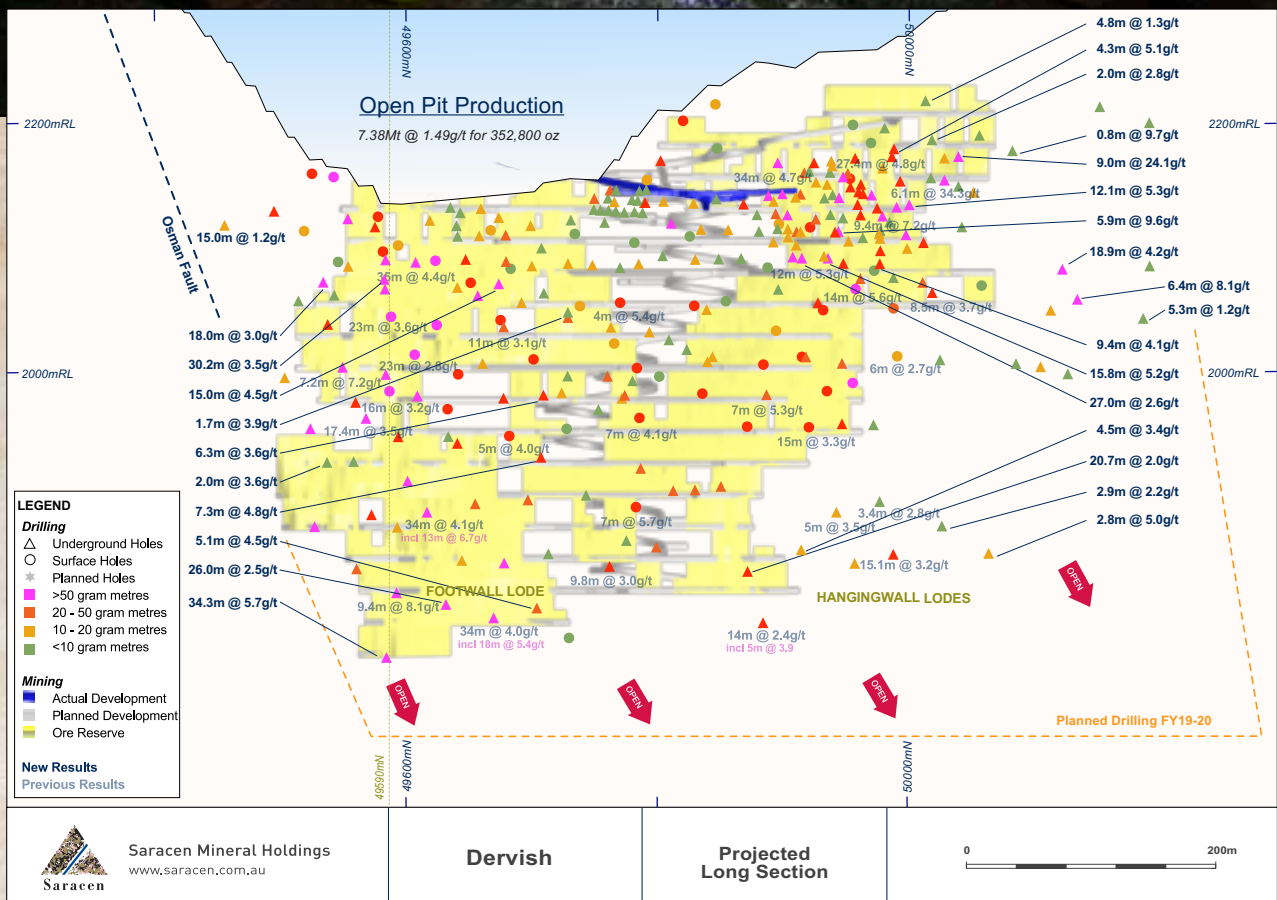 49600mN
50000mN
Open Pit Production
7.38Mt @ 1.49g/t for 352,800 oz
2200mRL
2200mRL
Osman Fault
2000mRL
2000mRL
4.8m @ 1.3g/t
4.3m @ 5.1g/t
2.0m @ 2.8g/t
0.8m @ 9.7g/t
9.0m @ 24.1g/t
12.1m @ 5.3g/t
5.9m @ 9.6g/t
18.9m @ 4.2g/t
6.4m @ 8.1g/t
5.3m @ 1.2g/t
9.4m @ 4.1g/t
15.8m @ 5.2g/t
27.0m @ 2.6g/t
4.5m @ 3.4g/t
20.7m @ 2.0g/t
2.9m @ 2.2g/t
2.8m @ 5.0g/t
15.0m @ 1.2g/t
18.0m @ 3.0g/t
30.2m @ 3.5g/t
15.0m @ 4.5g/t
1.7m @ 3.9g/t
6.3m @ 3.6g/t
2.0m @ 3.6g/t
7.3m @ 4.8g/t
5.1m @ 4.5g/t
26.0m @ 2.5g/t
34.3m @ 5.7g/t
27.4m @ 4.8g/t
34m @ 4.7g/t
6.1m @ 34.3g/t
9.4m @ 7.2g/t
12m @ 5.3g/t
14m @ 5.6g/t
8.5m @ 3.7g/t
35m @ 4.4g/t
23m @ 3.6g/t
4m @ 5.4g/t
11m @ 3.1g/t
23m @ 2.8g/t
6m @ 2.7g/t
7.2m @ 7.2g/t
16m @ 3.2g/t
7m @ 5.3g/t
17.4m @ 3.5g/t
7m @ 4.1g/t
15m @ 3.3g/t
5m @ 4.0g/t
34m @ 4.1g/t
incl 13m @ 6.7g/t
7m @ 5.7g/t
3.4m @ 2.8g/t
5m @ 3.5g/t
15.1m @ 3.2g/t
9.8m @ 3.0g/t
FOOTWALL LODE
HANGINGWALL LODES
9.4m @ 8.1g/t
34m @ 4.0g/t
incl 18m @ 5.4g/t
14m @ 2.4g/t
incl 5m @ 3.9
OPEN
OPEN
OPEN
OPEN
Planned Drilling FY19-20
49590mN
49600mN
50000mN
LEGEND
Drilling
Underground Holes
Surface Holes
Planned Holes
>50 gram metres
20 - 50 gram metres
10 - 20 gram metres
<10 gram metres
Mining
Actual Development
Planned Development
Ore Reserve
New Results
Previous Results
Saracen
Saracen Mineral Holdings
www.saracen.com.au
Dervish
Projected
Long Section
0
200m